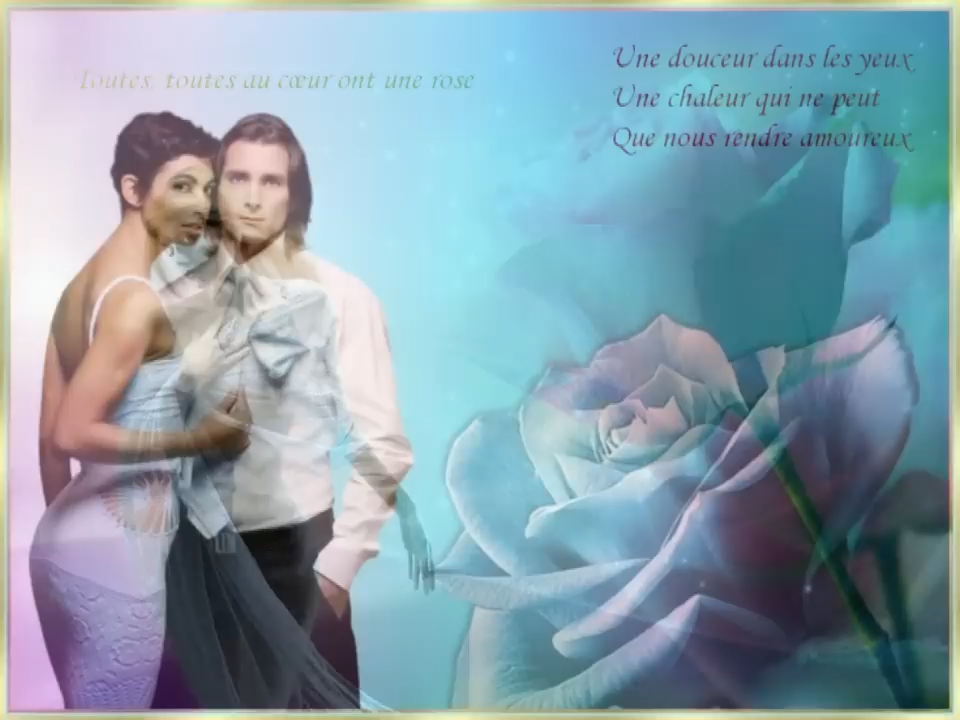 Toutes, toutes au cœur ont une rose
Une douceur dans les yeux
Une chaleur qui ne peut
Que nous rendre amoureux